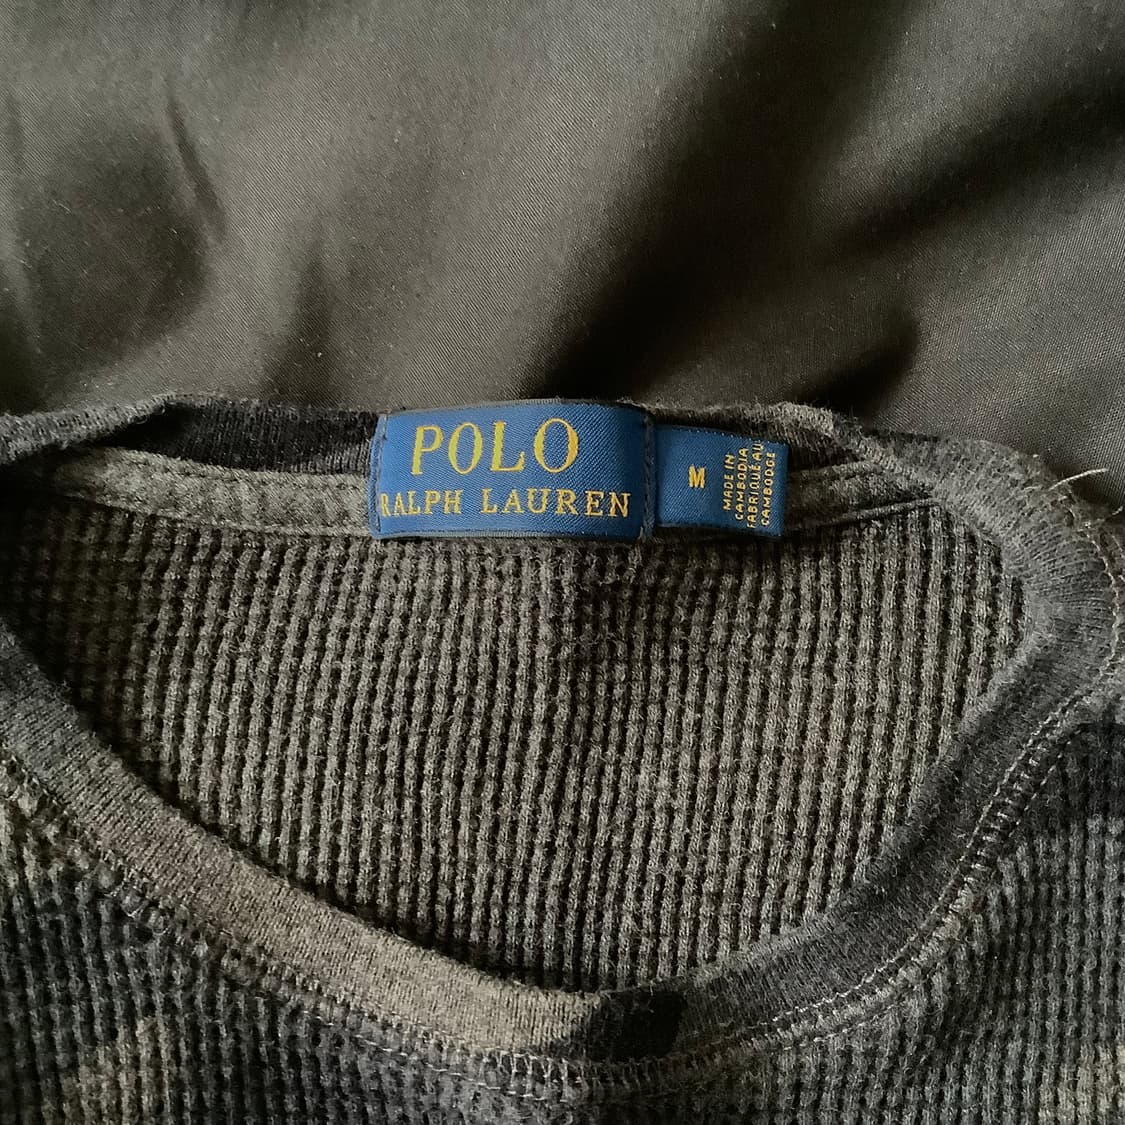 POLO
RALPH LAUREN
M
MADE IN
CAMBODIA
FABRIQUÉ AU
CAMBODGE